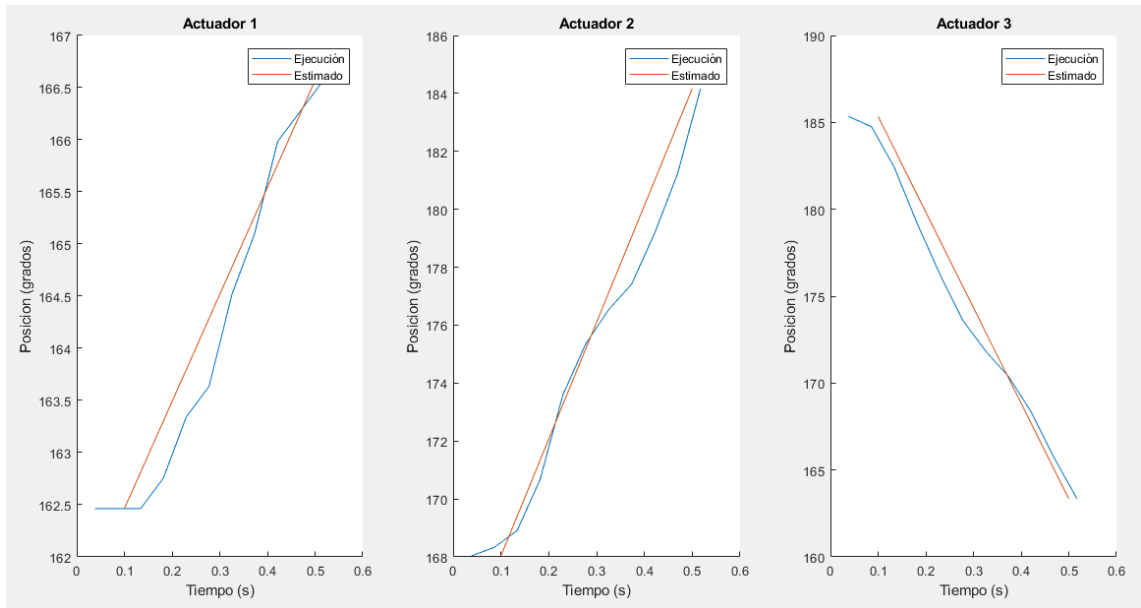 Actuador 1
167
166.5
166
165.5
165
164.5
164
163.5
163
162.5
162
Posicion (grados)
0 0.1 0.2 0.3 0.4 0.5 0.6
Tiempo (s)
Ejecución
Estimado
Actuador 2
186
184
182
180
178
176
174
172
170
168
Posicion (grados)
0 0.1 0.2 0.3 0.4 0.5 0.6
Tiempo (s)
Ejecución
Estimado
Actuador 3
190
185
180
175
170
165
160
Posicion (grados)
0 0.1 0.2 0.3 0.4 0.5 0.6
Tiempo (s)
Ejecución
Estimado